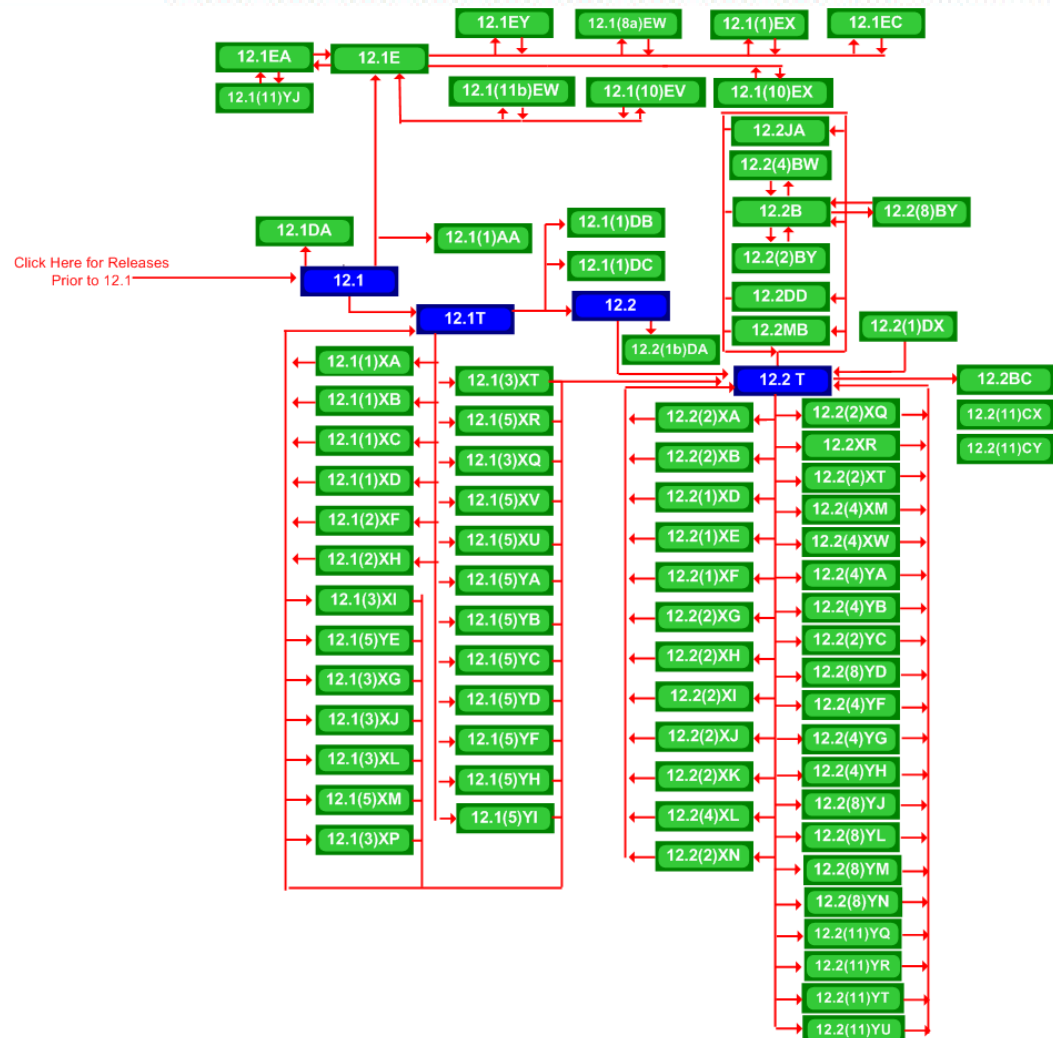 12.1EY
12.1(8a)EW
12.1(1)EX
12.1EC
12.1EA
12.1E
12.1(11)YJ
12.1(11b)EW
12.1(10)EV
12.1(10)EX
12.2JA
12.2(4)BW
12.2B
12.2(8)BY
12.2(2)BY
12.2DD
12.2MB
12.1DA
12.1(1)AA
12.1(1)DB
12.1(1)DC
Click Here for Releases
Prior to 12.1
12.1
12.1T
12.2
12.2(1b)DA
12.2(1)DX
12.2 T
12.2BC
12.2(11)CX
12.2(11)CY
12.1(1)XA
12.1(1)XB
12.1(1)XC
12.1(1)XD
12.1(2)XF
12.1(2)XH
12.1(3)XI
12.1(5)YE
12.1(3)XG
12.1(3)XJ
12.1(3)XL
12.1(5)XM
12.1(3)XP
12.1(3)XT
12.1(5)XR
12.1(3)XQ
12.1(5)XV
12.1(5)XU
12.1(5)YA
12.1(5)YB
12.1(5)YC
12.1(5)YD
12.1(5)YF
12.1(5)YH
12.1(5)YI
12.2(2)XA
12.2(2)XB
12.2(1)XD
12.2(1)XE
12.2(1)XF
12.2(2)XG
12.2(2)XH
12.2(2)XI
12.2(2)XJ
12.2(2)XK
12.2(4)XL
12.2(2)XN
12.2(2)XQ
12.2XR
12.2(2)XT
12.2(4)XM
12.2(4)XW
12.2(4)YA
12.2(4)YB
12.2(2)YC
12.2(8)YD
12.2(4)YF
12.2(4)YG
12.2(4)YH
12.2(8)YJ
12.2(8)YL
12.2(8)YM
12.2(8)YN
12.2(11)YQ
12.2(11)YR
12.2(11)YT
12.2(11)YU